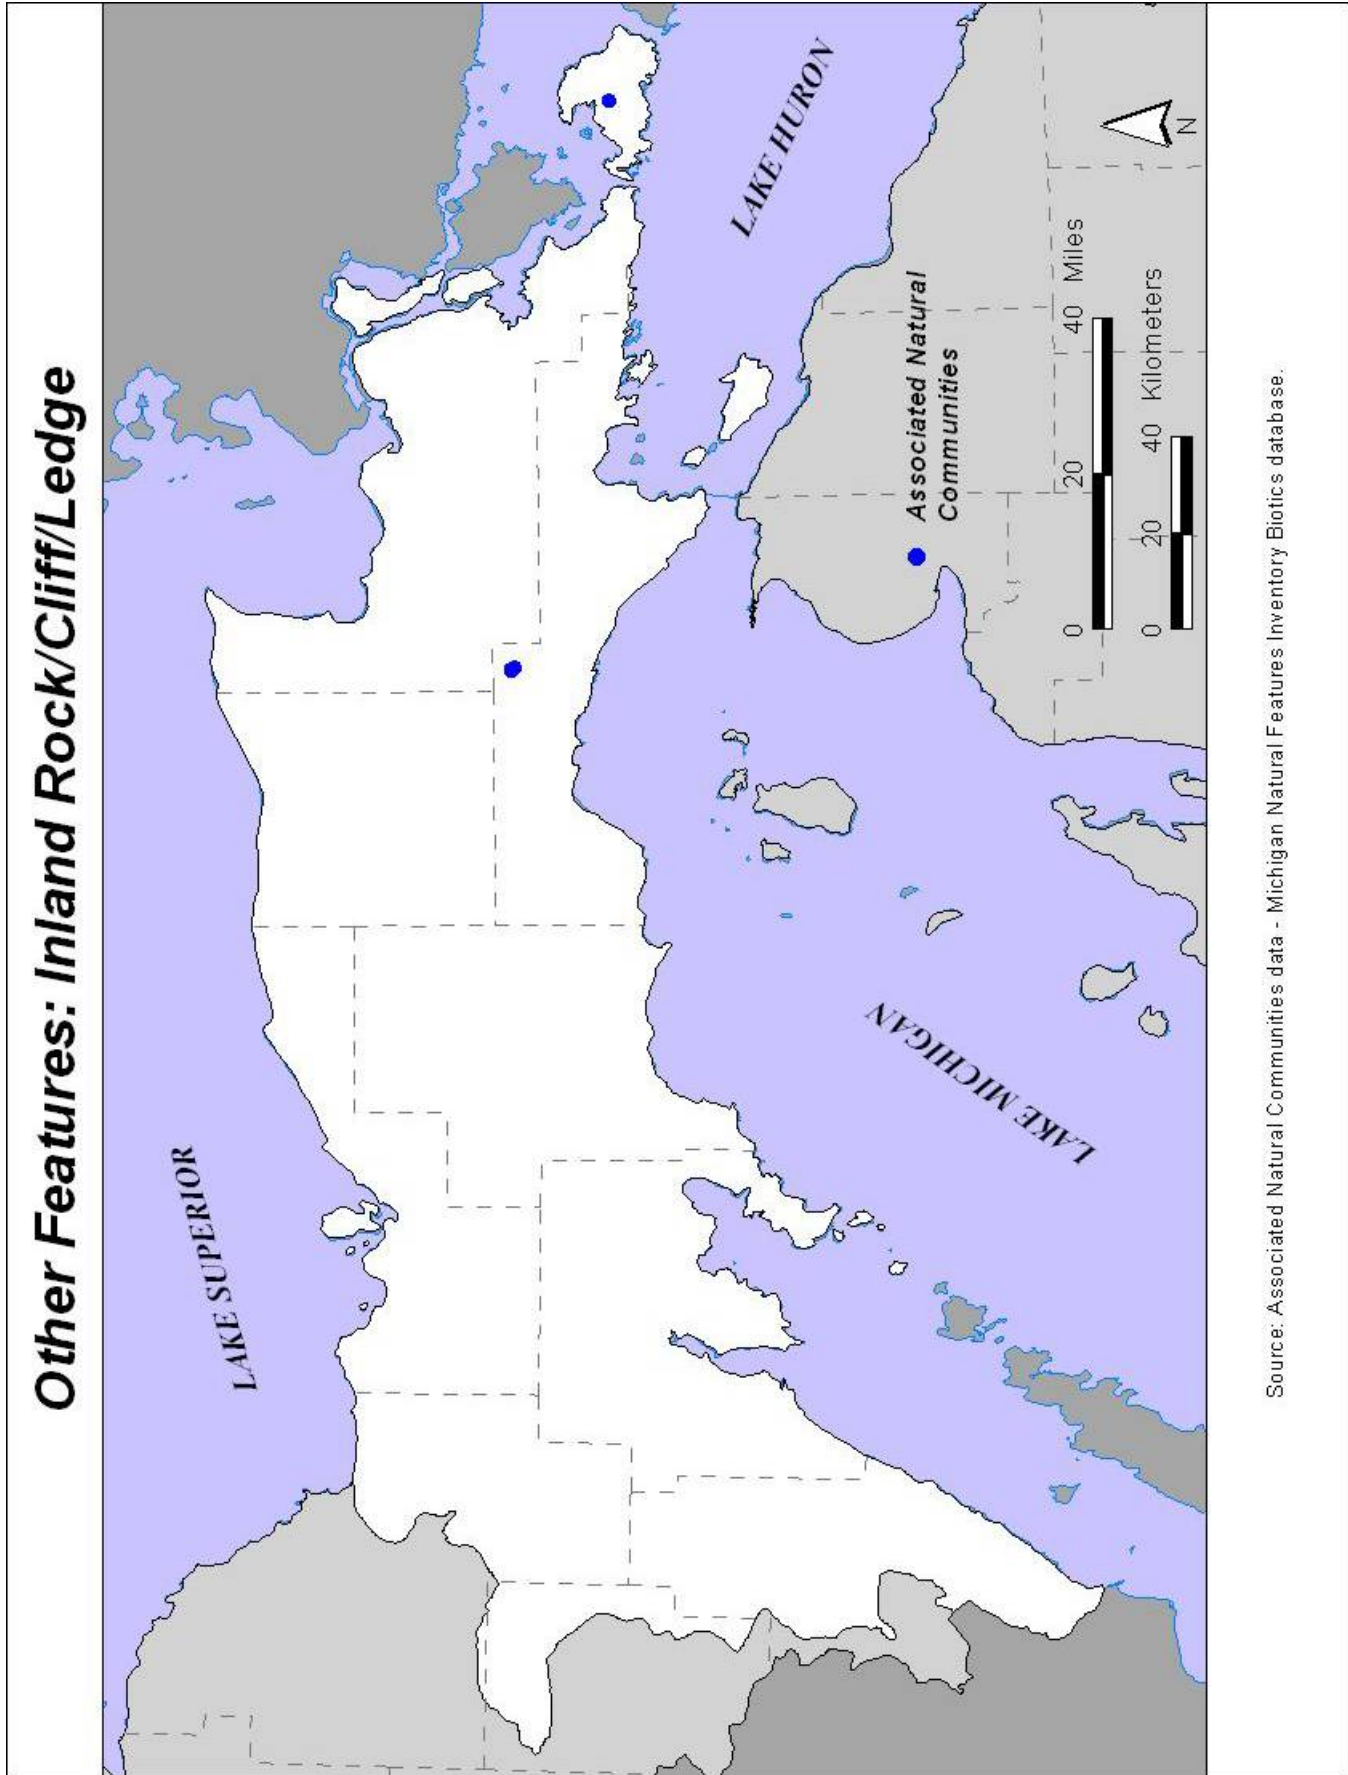 Other Features: Inland Rock/Cliff/Ledge
LAKE SUPERIOR
LAKE HURON
LAKE MICHIGAN
Associated Natural
Communities
0 20 40 Miles
0 20 40 Kilometers
N
Source: Associated Natural Communities data - Michigan Natural Features Inventory Biotics database.